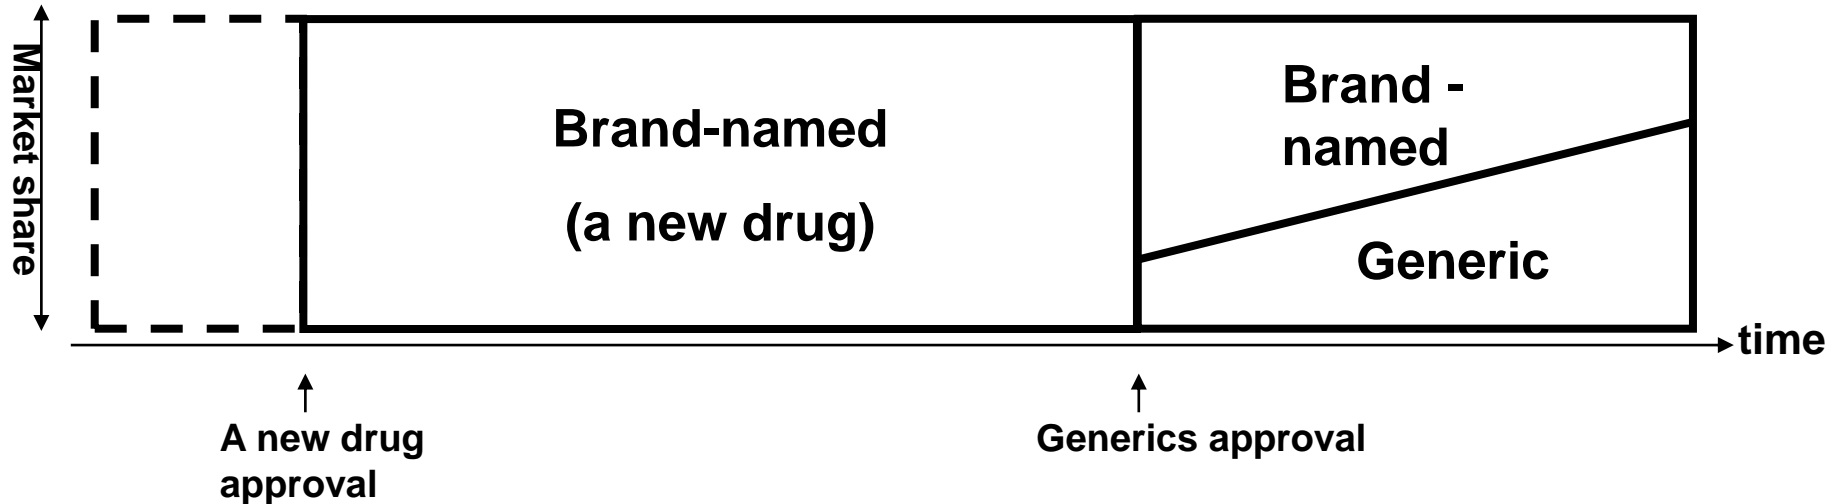 Market share
Brand-named
(a new drug)
Brand -
named
Generic
time
A new drug
approval
Generics approval